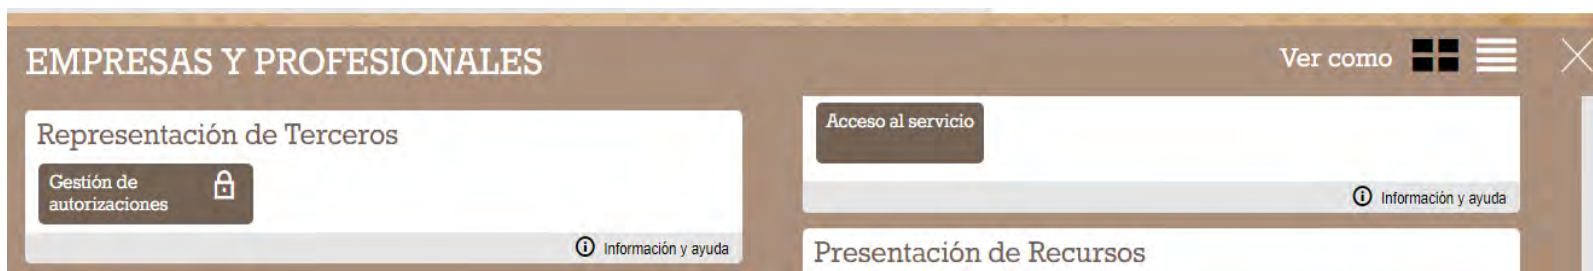 EMPRESAS Y PROFESIONALES
Ver como
Representación de Terceros
Gestión de
autorizaciones
Información y ayuda
Acceso al servicio
Información y ayuda
Presentación de Recursos